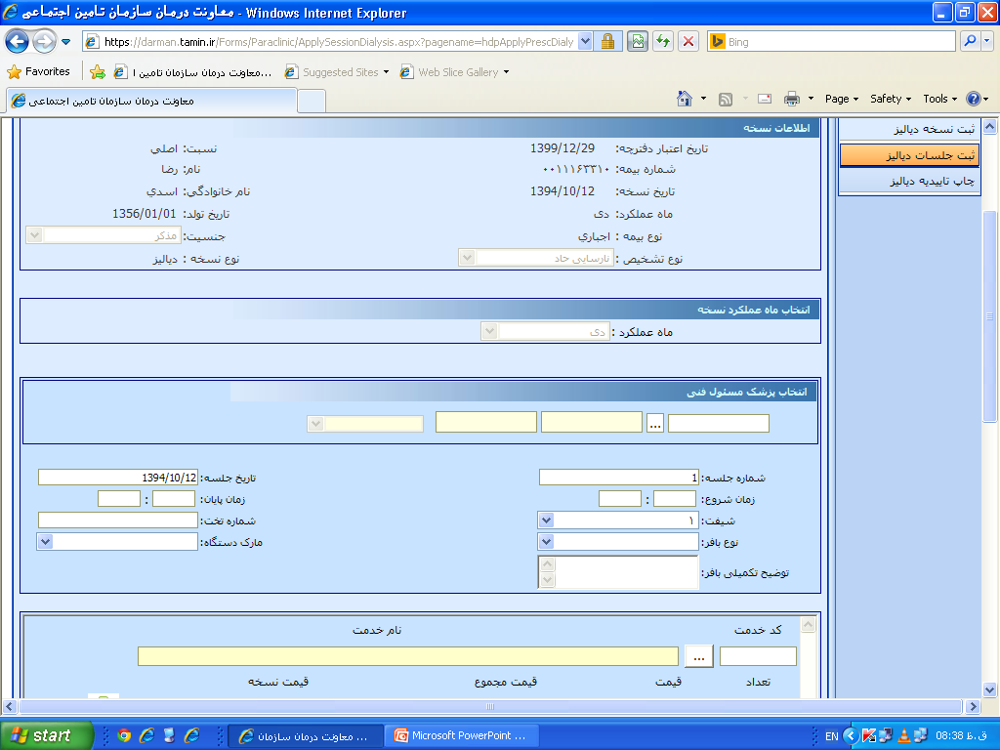 معاونت درمان سازمان تامین اجتماعی - Windows Internet Explorer
https://darman.tamin.ir/Forms/Paraclinic/ApplySessionDialysis.aspx?pagename=hdpApplyPrescDialy
Bing
Favorites
معاونت درمان سازمان تامین ا...
Suggested Sites
Web Slice Gallery
معاونت درمان سازمان تامین اجتماعی
Page
Safety
Tools
ثبت نسخه دیالیز
ثبت جلسات دیالیز
چاپ تاییدیه دیالیز
اطلاعات نسخه
تاریخ اعتبار دفترچه: 1399/12/29 نسبت: اصلي
شماره بیمه: ۰۰۱۱۱۶۳۳۱۰ نام: رضا
تاریخ نسخه: 1394/10/12 نام خانوادگي: اسدي
ماه عملکرد: دی تاریخ تولد: 1356/01/01
نوع بیمه : اجباري جنسیت: مذکر
نوع تشخیص : نارسایی حاد نوع نسخه : دیالیز
انتخاب ماه عملکرد نسخه
ماه عملکرد : دی
انتخاب پزشک مسئول فنی
...
شماره جلسه: 1 تاریخ جلسه: 1394/10/12
زمان شروع: : زمان پایان: :
شیفت: ۱ شماره تخت:
نوع بافر: مارک دستگاه:
توضیح تکمیلی بافر:
کد خدمت نام خدمت
...
تعداد قیمت قیمت مجموع قیمت نسخه
start
معاونت درمان سازمان ...
Microsoft PowerPoint ...
EN
08:38 ق.ظ